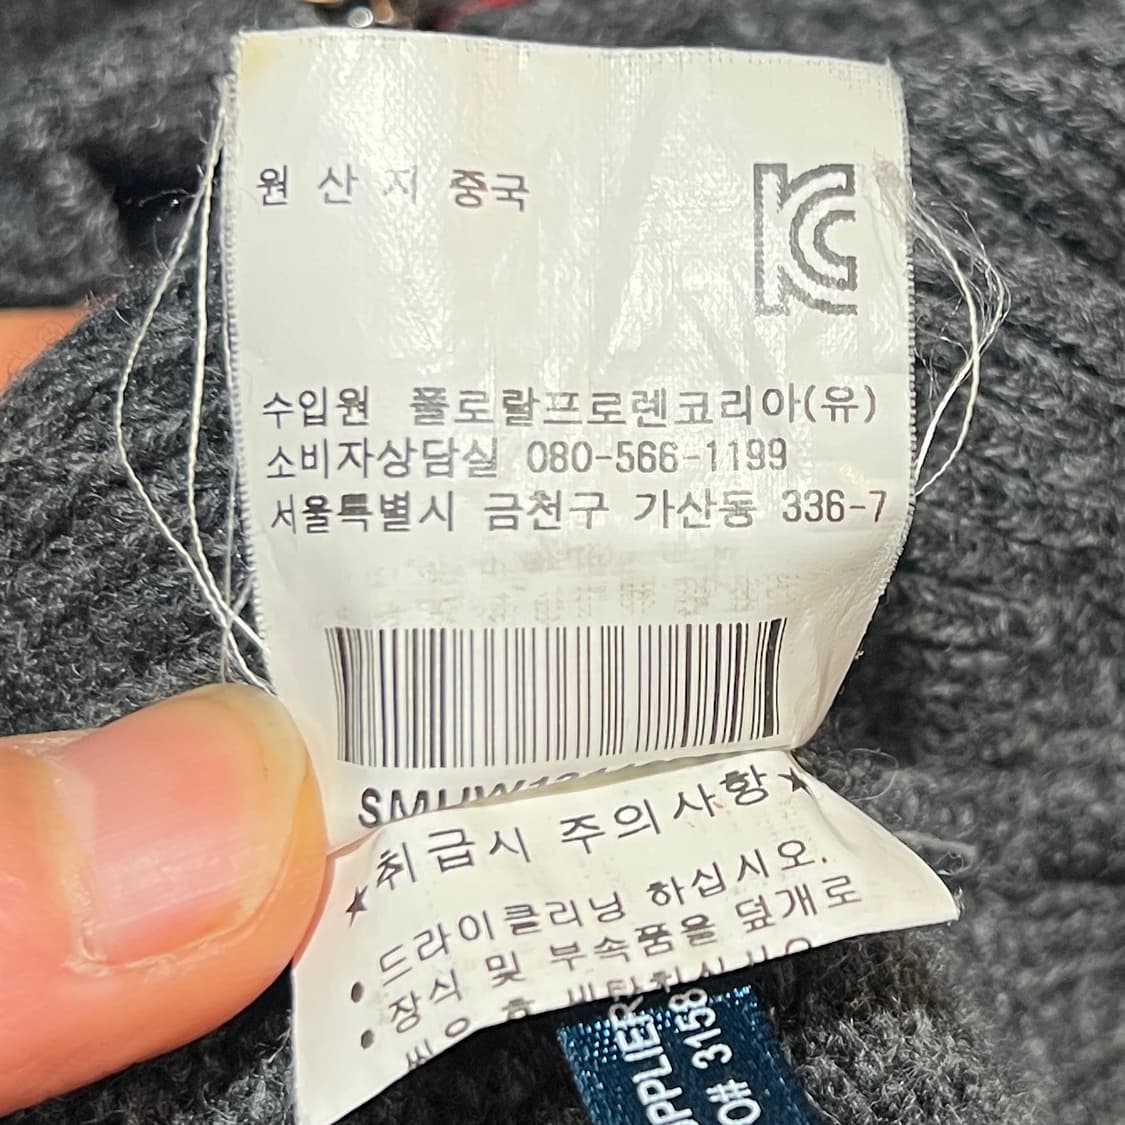 원 산 지 중국
KC
수입원 폴로랄프로렌코리아(유)
소비자상담실 080-566-1199
서울특별시 금천구 가산동 336-7
★취급시 주의사항★
• 드라이클리닝 하십시오.
• 장식 및 부속품을 덮개로
3158